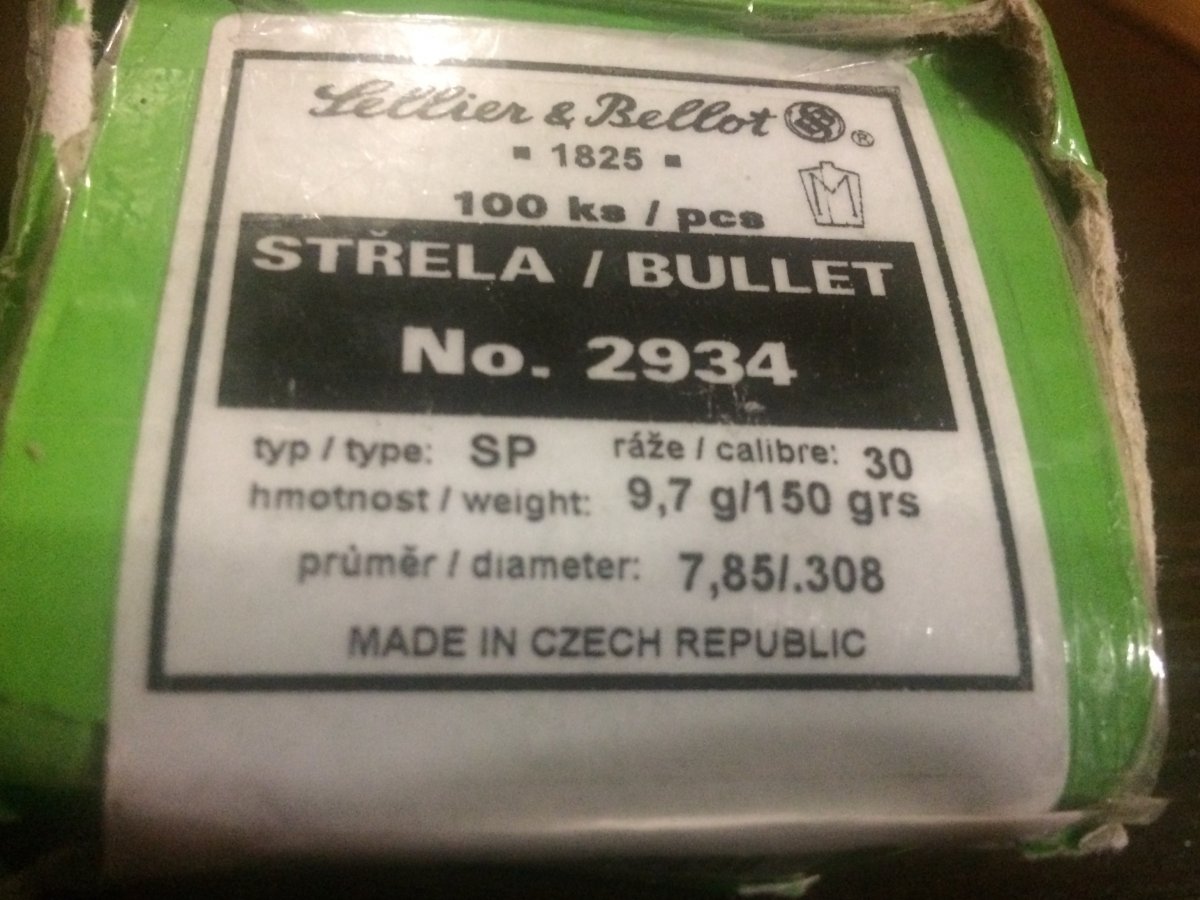 Sellier & Bellot ®
▪ 1825 ▪
100 ks / pcs
STŘELA / BULLET
No. 2934
typ / type: SP ráže / calibre: 30
hmotnost / weight: 9,7 g/150 grs
průměr / diameter: 7,85/.308
MADE IN CZECH REPUBLIC